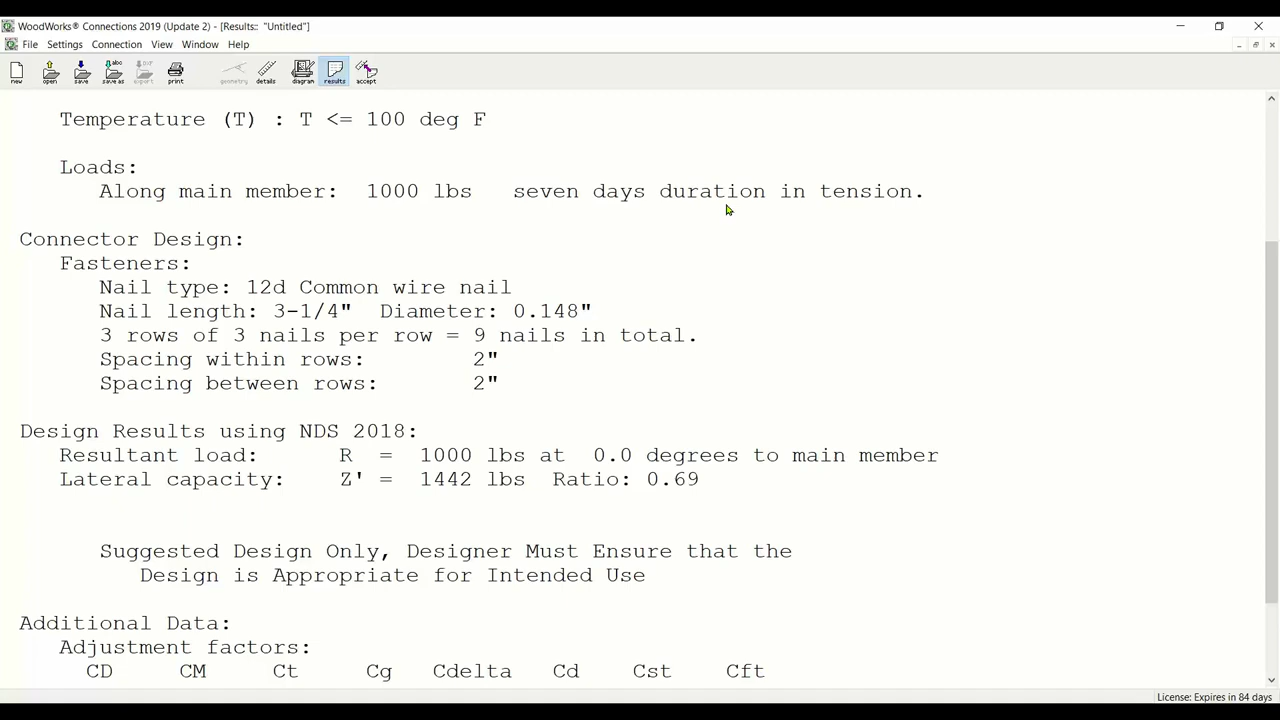 WoodWorks® Connections 2019 (Update 2) - [Results:: "Untitled"]
File Settings Connection View Window Help
new open save save as export print geometry details diagram results accept
Temperature (T) : T <= 100 deg F
Loads:
Along main member: 1000 lbs seven days duration in tension.
Connector Design:
Fasteners:
Nail type: 12d Common wire nail
Nail length: 3-1/4" Diameter: 0.148"
3 rows of 3 nails per row = 9 nails in total.
Spacing within rows: 2"
Spacing between rows: 2"
Design Results using NDS 2018:
Resultant load: R = 1000 lbs at 0.0 degrees to main member
Lateral capacity: Z' = 1442 lbs Ratio: 0.69
Suggested Design Only, Designer Must Ensure that the
Design is Appropriate for Intended Use
Additional Data:
Adjustment factors:
CD CM Ct Cg Cdelta Cd Cst Cft
License: Expires in 84 days